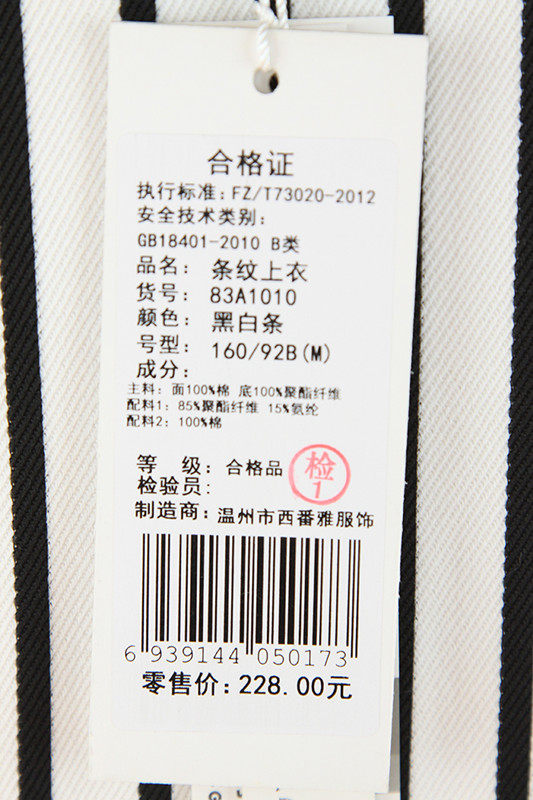 合格证
执行标准: FZ/T73020-2012
安全技术类别:
GB18401-2010 B类
品名: 条纹上衣
货号: 83A1010
颜色: 黑白条
号型: 160/92B(M)
成分:
主料: 面100%棉 底100%聚酯纤维
配料1: 85%聚酯纤维 15%氨纶
配料2: 100%棉
等 级: 合格品
检验员:
检
1
制造商: 温州市西番雅服饰
6 939144 050173
零售价: 228.00元